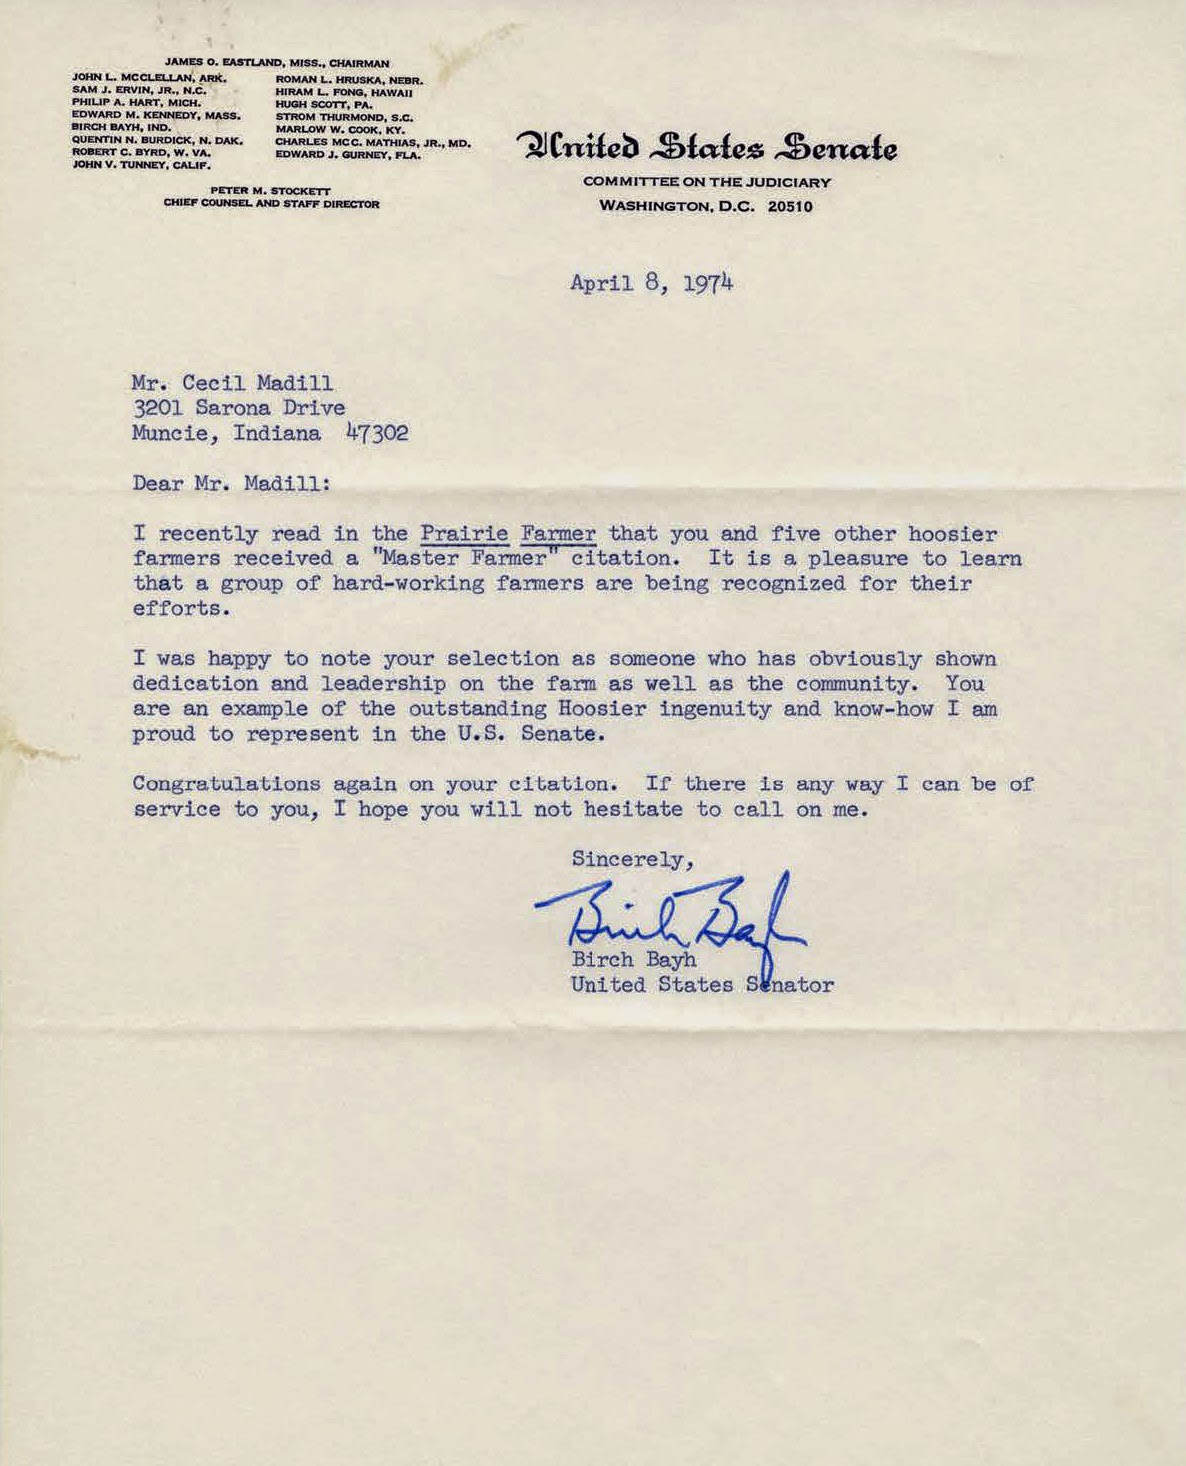 JAMES O. EASTLAND, MISS., CHAIRMAN
JOHN L. MCCLELLAN, ARK.
SAM J. ERVIN, JR., N.C.
PHILIP A. HART, MICH.
EDWARD M. KENNEDY, MASS.
BIRCH BAYH, IND.
QUENTIN N. BURDICK, N. DAK.
ROBERT C. BYRD, W. VA.
JOHN V. TUNNEY, CALIF.
ROMAN L. HRUSKA, NEBR.
HIRAM L. FONG, HAWAII
HUGH SCOTT, PA.
STROM THURMOND, S.C.
MARLOW W. COOK, KY.
CHARLES MC C. MATHIAS, JR., MD.
EDWARD J. GURNEY, FLA.
PETER M. STOCKETT
CHIEF COUNSEL AND STAFF DIRECTOR
United States Senate
COMMITTEE ON THE JUDICIARY
WASHINGTON, D.C. 20510
April 8, 1974
Mr. Cecil Madill
3201 Sarona Drive
Muncie, Indiana 47302
Dear Mr. Madill:
I recently read in the Prairie Farmer that you and five other hoosier
farmers received a "Master Farmer" citation. It is a pleasure to learn
that a group of hard-working farmers are being recognized for their
efforts.
I was happy to note your selection as someone who has obviously shown
dedication and leadership on the farm as well as the community. You
are an example of the outstanding Hoosier ingenuity and know-how I am
proud to represent in the U.S. Senate.
Congratulations again on your citation. If there is any way I can be of
service to you, I hope you will not hesitate to call on me.
Sincerely,
Birch Bayh
Birch Bayh
United States Senator